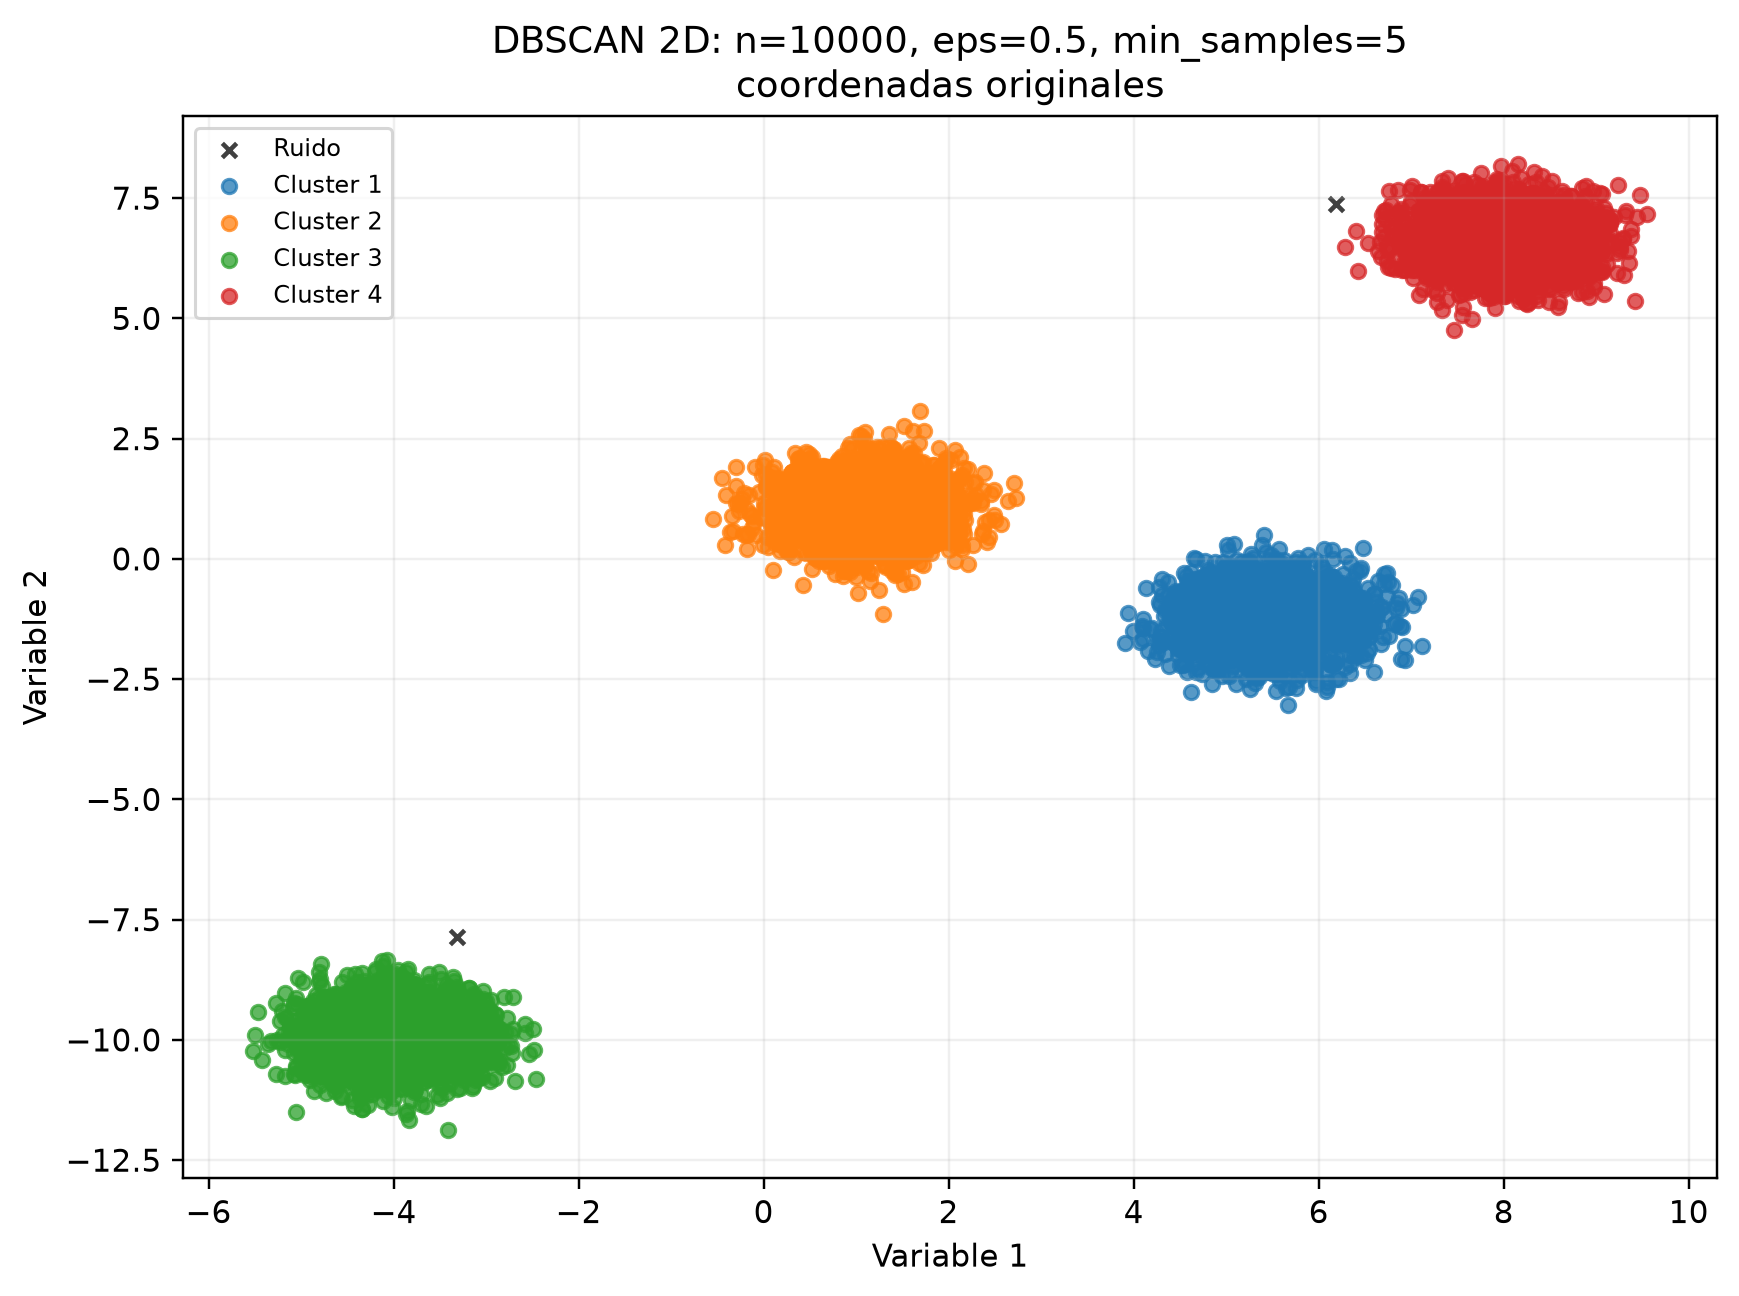 DBSCAN 2D: n=10000, eps=0.5, min_samples=5
coordenadas originales
Ruido
Cluster 1
Cluster 2
Cluster 3
Cluster 4
7.5
5.0
2.5
0.0
−2.5
−5.0
−7.5
−10.0
−12.5
Variable 2
−6
−4
−2
0
2
4
6
8
10
Variable 1